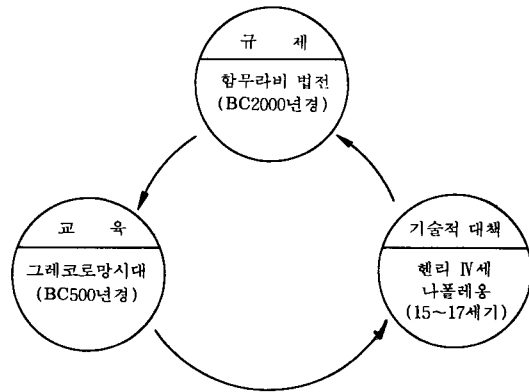 규 제
함무라비 법전
(BC2000년경)
교 육
그레코로망시대
(BC500년경)
기술적 대책
헨리 Ⅳ세
나폴레옹
(15~17세기)